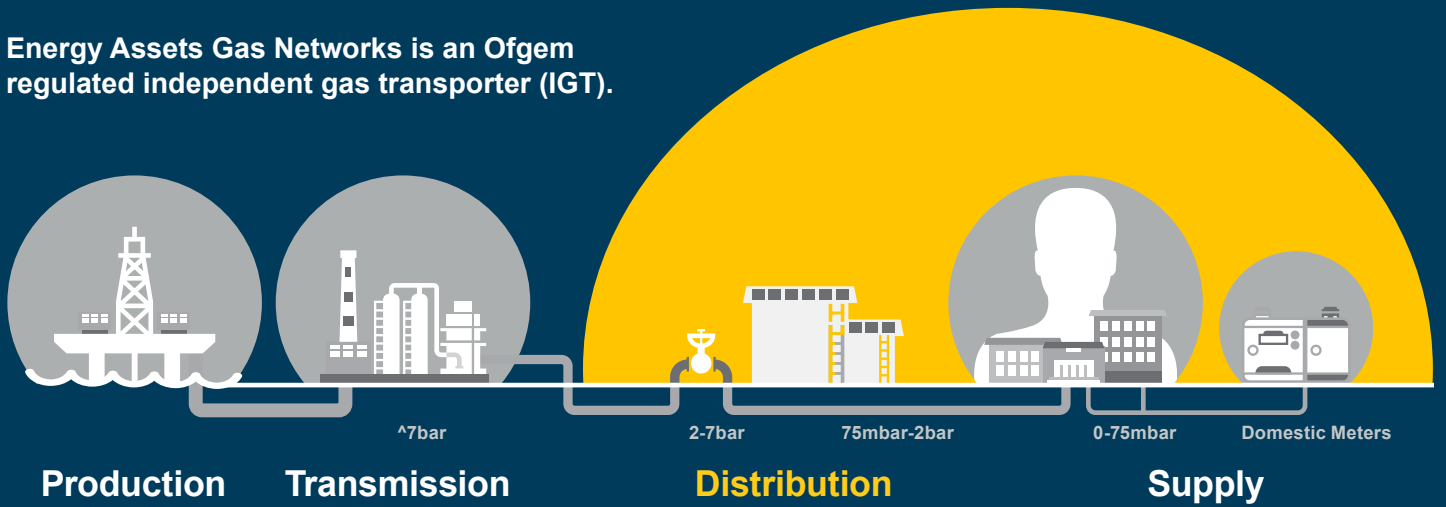 Energy Assets Gas Networks is an Ofgem
regulated independent gas transporter (IGT).
^7bar
2-7bar
75mbar-2bar
0-75mbar
Domestic Meters
Production
Transmission
Distribution
Supply